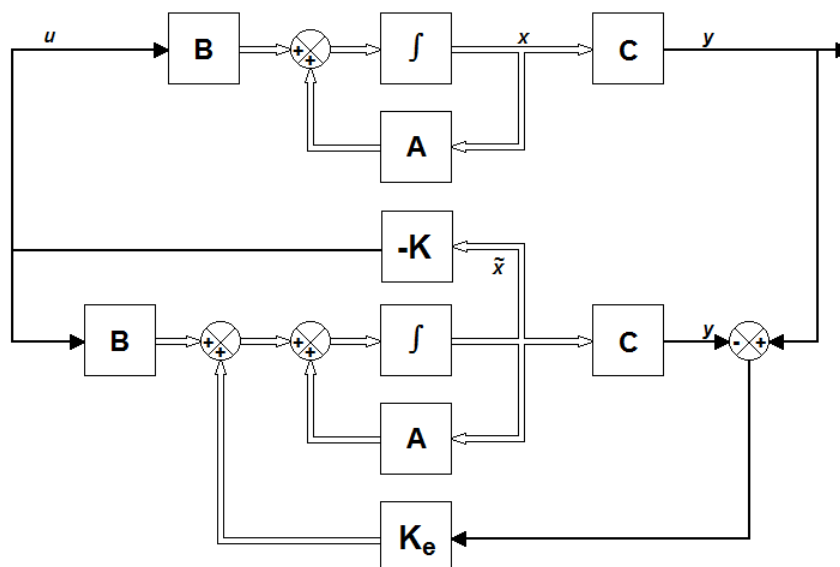 u B + + ∫ x C y
A
-K
x̃
B + + + + ∫ C y - +
A
Ke